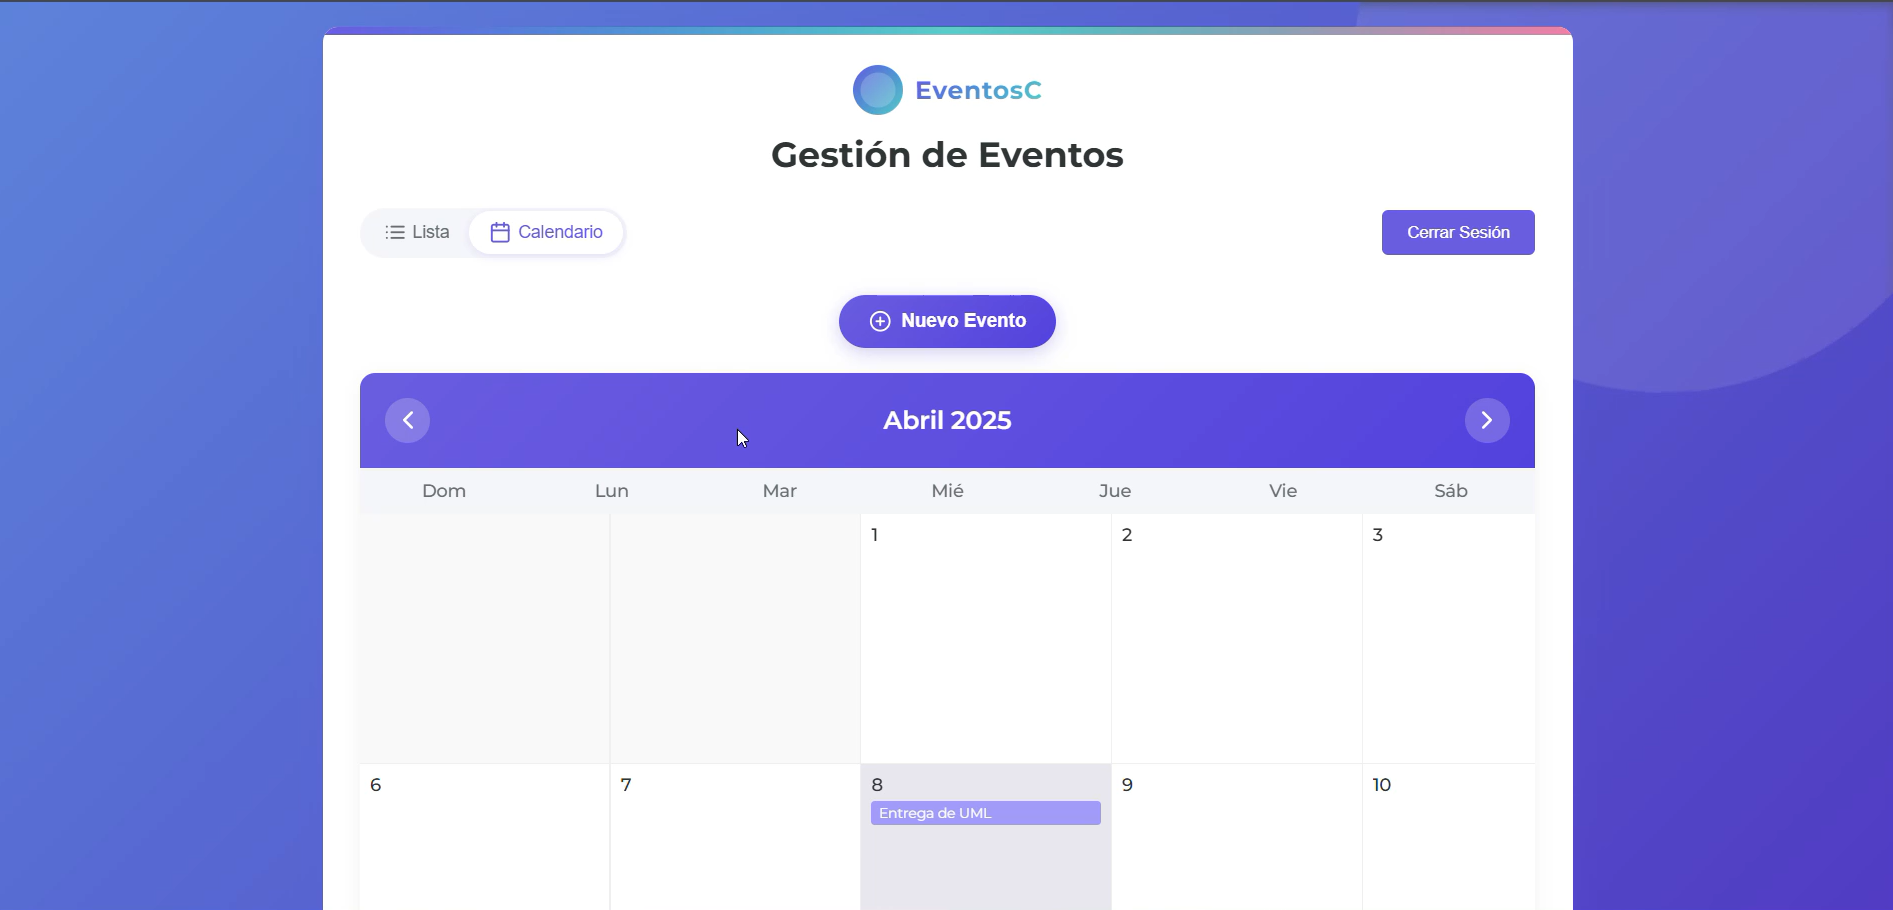 EventosC
Gestión de Eventos
Lista Calendario Cerrar Sesión
Nuevo Evento
Abril 2025
Dom Lun Mar Mié Jue Vie Sáb
1 2 3
6 7 8 9 10
Entrega de UML